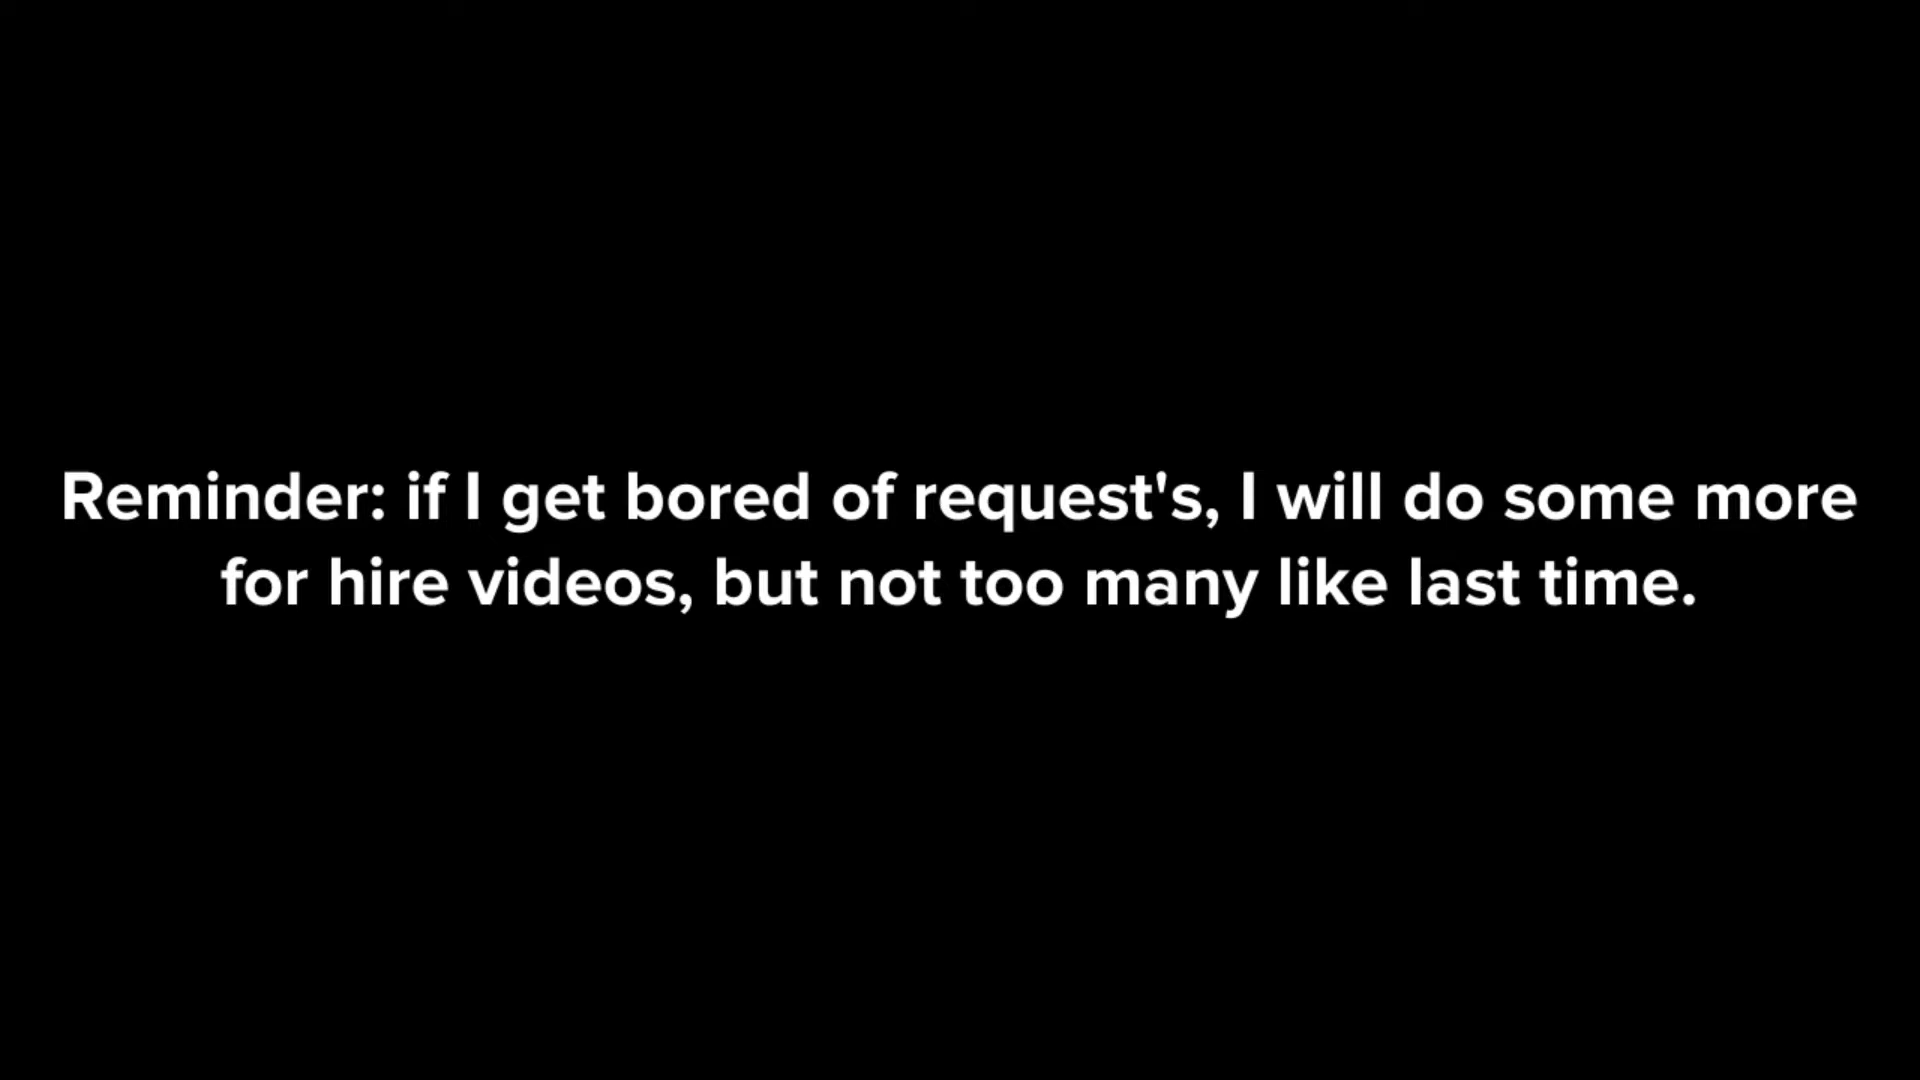 Reminder: if I get bored of request's, I will do some more
for hire videos, but not too many like last time.